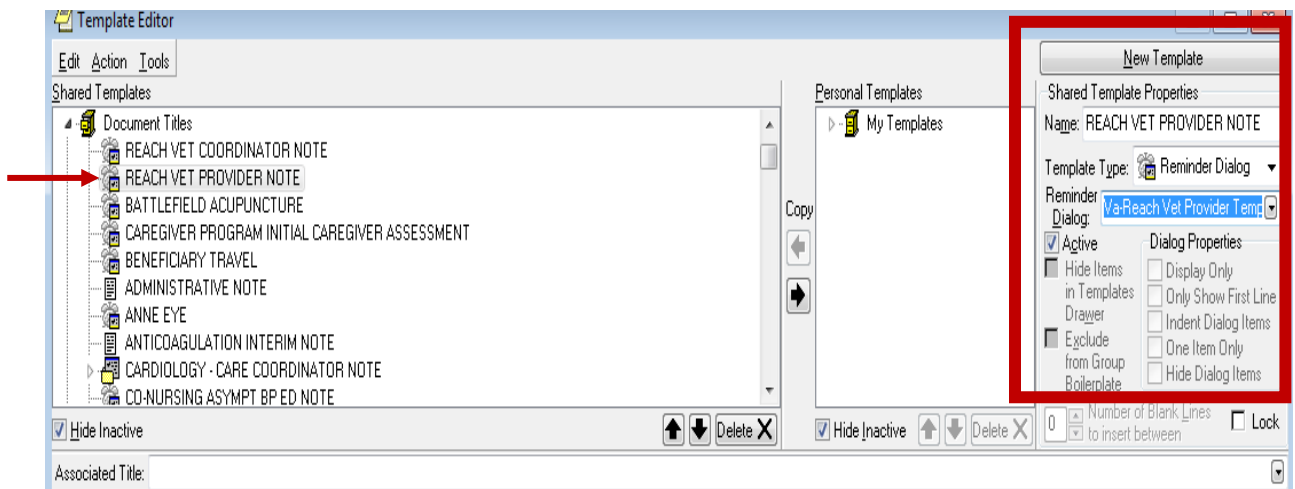 Template Editor
Edit Action Tools
New Template
Shared Templates
Document Titles
REACH VET COORDINATOR NOTE
REACH VET PROVIDER NOTE
BATTLEFIELD ACUPUNCTURE
CAREGIVER PROGRAM INITIAL CAREGIVER ASSESSMENT
BENEFICIARY TRAVEL
ADMINISTRATIVE NOTE
ANNE EYE
ANTICOAGULATION INTERIM NOTE
CARDIOLOGY - CARE COORDINATOR NOTE
CO-NURSING ASYMPT BP ED NOTE
Hide Inactive
Delete X
Copy
Personal Templates
My Templates
Hide Inactive
Delete X
Shared Template Properties
Name: REACH VET PROVIDER NOTE
Template Type: Reminder Dialog
Reminder
Dialog: Va-Reach Vet Provider Temp
Active
Hide Items
in Templates
Drawer
Exclude
from Group
Boilerplate
Dialog Properties
Display Only
Only Show First Line
Indent Dialog Items
One Item Only
Hide Dialog Items
0 Number of Blank Lines
to insert between
Lock
Associated Title: